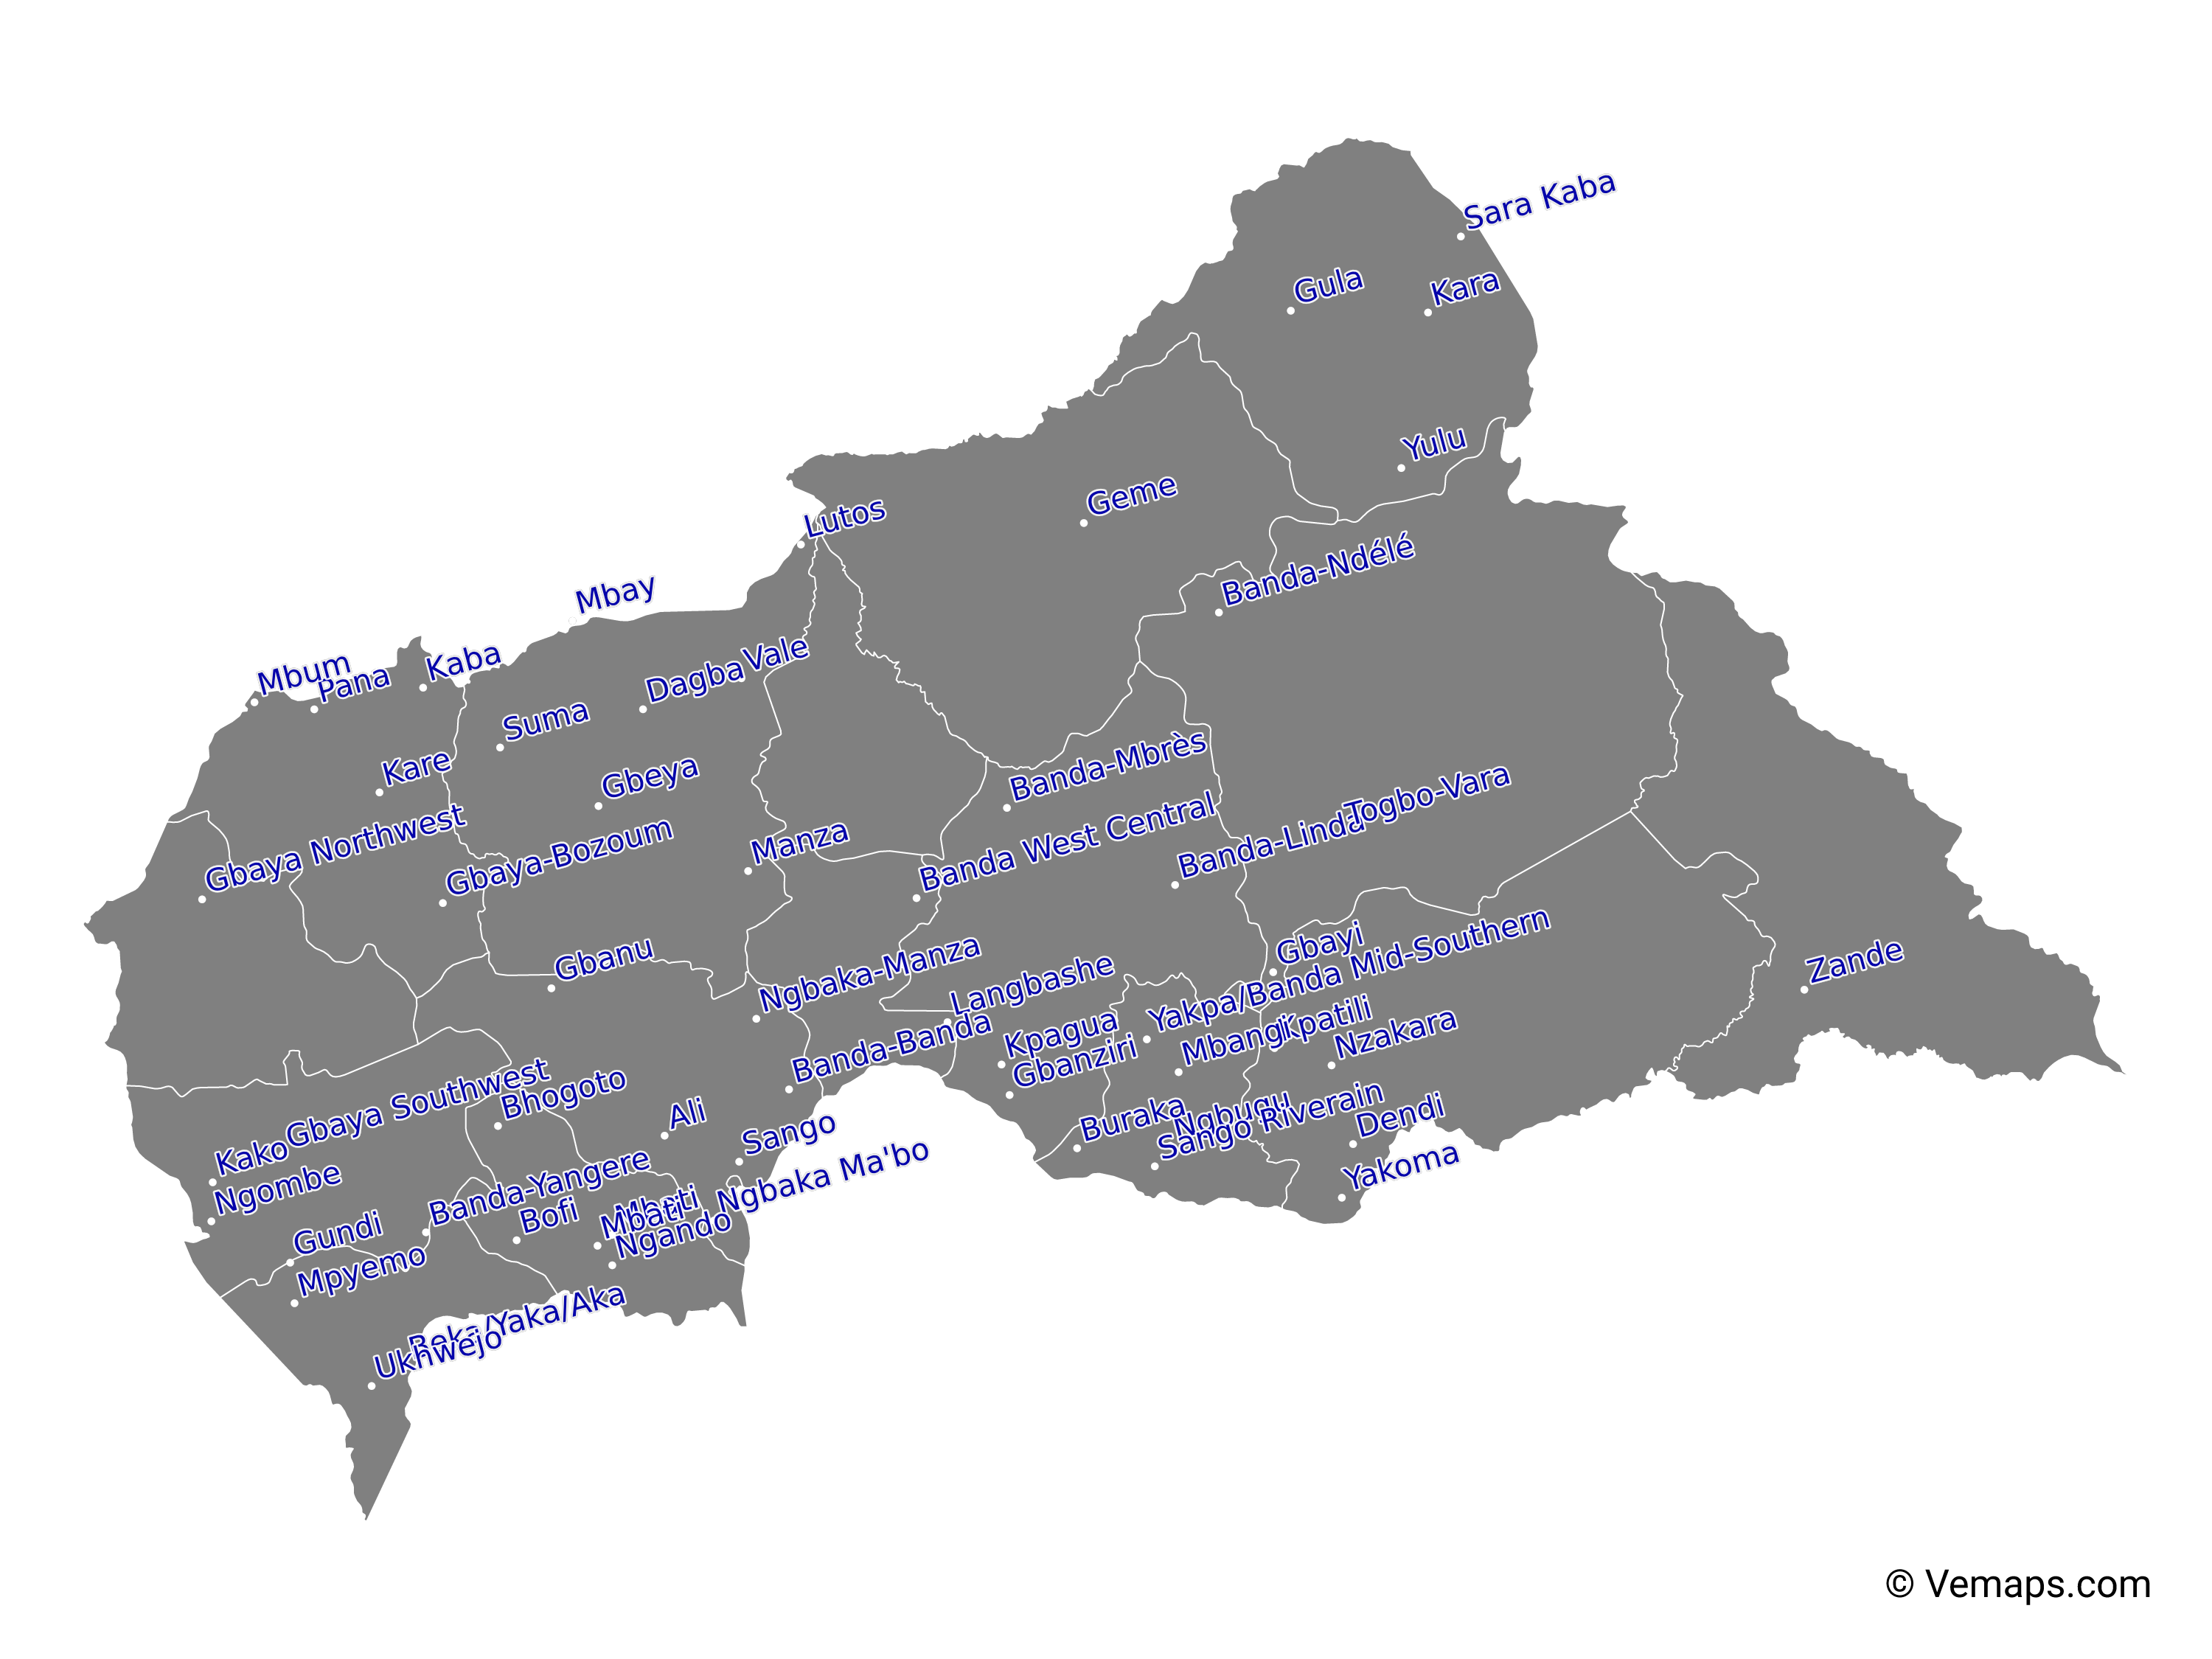 Sara Kaba
Gula
Kara
Yulu
Geme
Lutos
Banda-Ndélé
Mbay
Mbum
Pana
Kaba
Dagba
Vale
Suma
Kare
Gbeya
Banda-Mbrès
Togbo-Vara
Gbaya Northwest
Gbaya-Bozoum
Manza
Banda West Central
Banda-Linda
Gbanu
Ngbaka-Manza
Langbashe
Gbayi
Yakpa/Banda Mid-Southern
Zande
Banda-Banda
Kpagua
Gbanziri
Mbangi
Kpatili
Nzakara
Gbaya Southwest
Bhogoto
Ali
Sango
Buraka
Ngbugu
Sango Riverain
Dendi
Yakoma
Kako
Ngombe
Banda-Yangere
Bofi
Mbati
Mbati
Ngando
Ngbaka Ma'bo
Gundi
Mpyemo
Beka/Yaka/Aka
Ukhwejo
© Vemaps.com